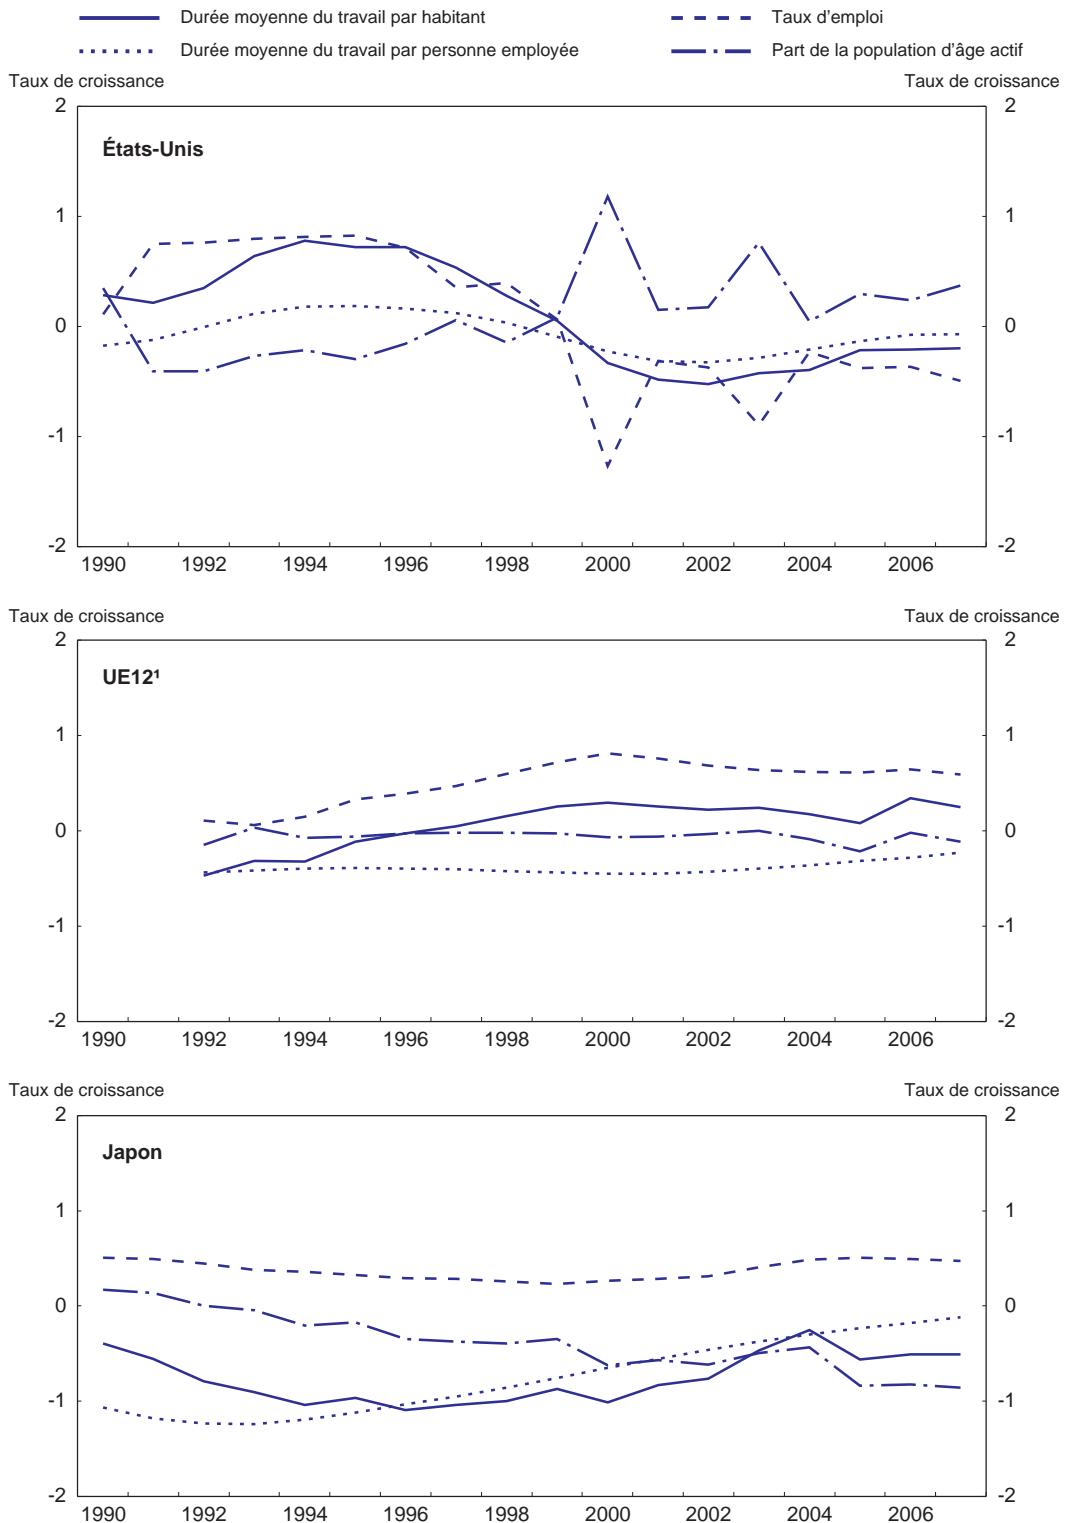 Durée moyenne du travail par habitant
Taux d'emploi
Durée moyenne du travail par personne employée
Part de la population d'âge actif
Taux de croissance
Taux de croissance
2
2
États-Unis
1
1
0
0
-1
-1
-2
-2
1990 1992 1994 1996 1998 2000 2002 2004 2006
Taux de croissance
Taux de croissance
2
2
UE12¹
1
1
0
0
-1
-1
-2
-2
1990 1992 1994 1996 1998 2000 2002 2004 2006
Taux de croissance
Taux de croissance
2
2
Japon
1
1
0
0
-1
-1
-2
-2
1990 1992 1994 1996 1998 2000 2002 2004 2006